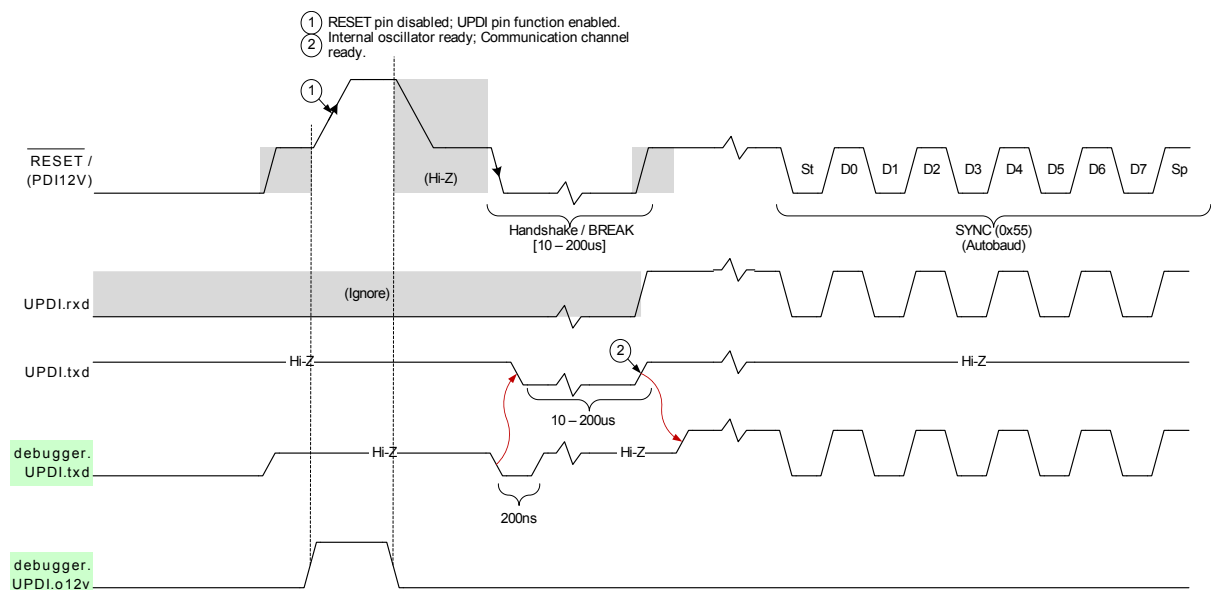 1 RESET pin disabled; UPDI pin function enabled.
2 Internal oscillator ready; Communication channel
ready.
1
RESET /
(PDI12V)
(Hi-Z)
St D0 D1 D2 D3 D4 D5 D6 D7 Sp
Handshake / BREAK
[10 – 200us]
SYNC (0x55)
(Autobaud)
(Ignore)
UPDI.rxd
2
Hi-Z
Hi-Z
UPDI.txd
10 – 200us
debugger.
UPDI.txd
Hi-Z
Hi-Z
200ns
debugger.
UPDI.o12v